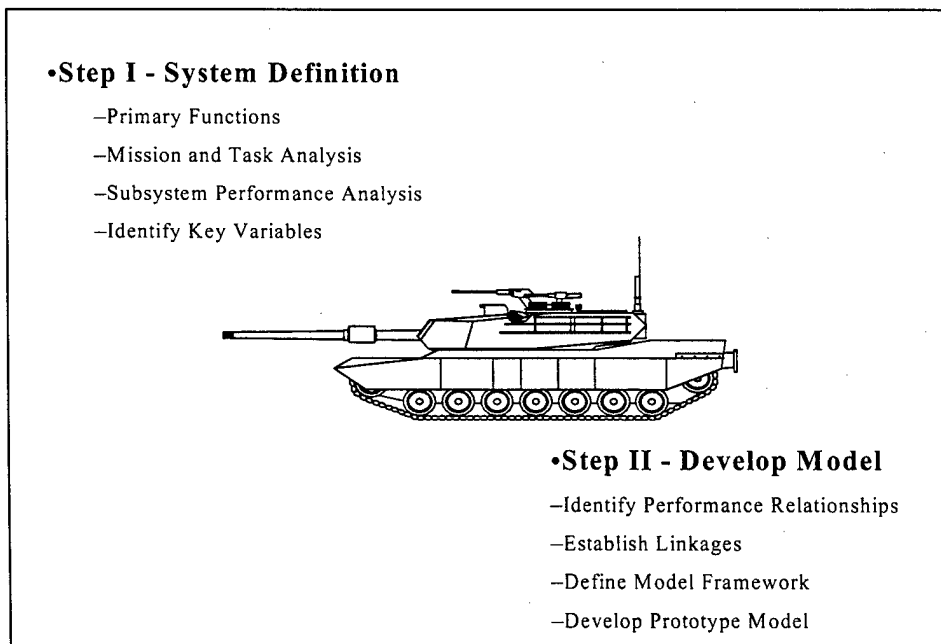 •Step I - System Definition
–Primary Functions
–Mission and Task Analysis
–Subsystem Performance Analysis
–Identify Key Variables
•Step II - Develop Model
–Identify Performance Relationships
–Establish Linkages
–Define Model Framework
–Develop Prototype Model